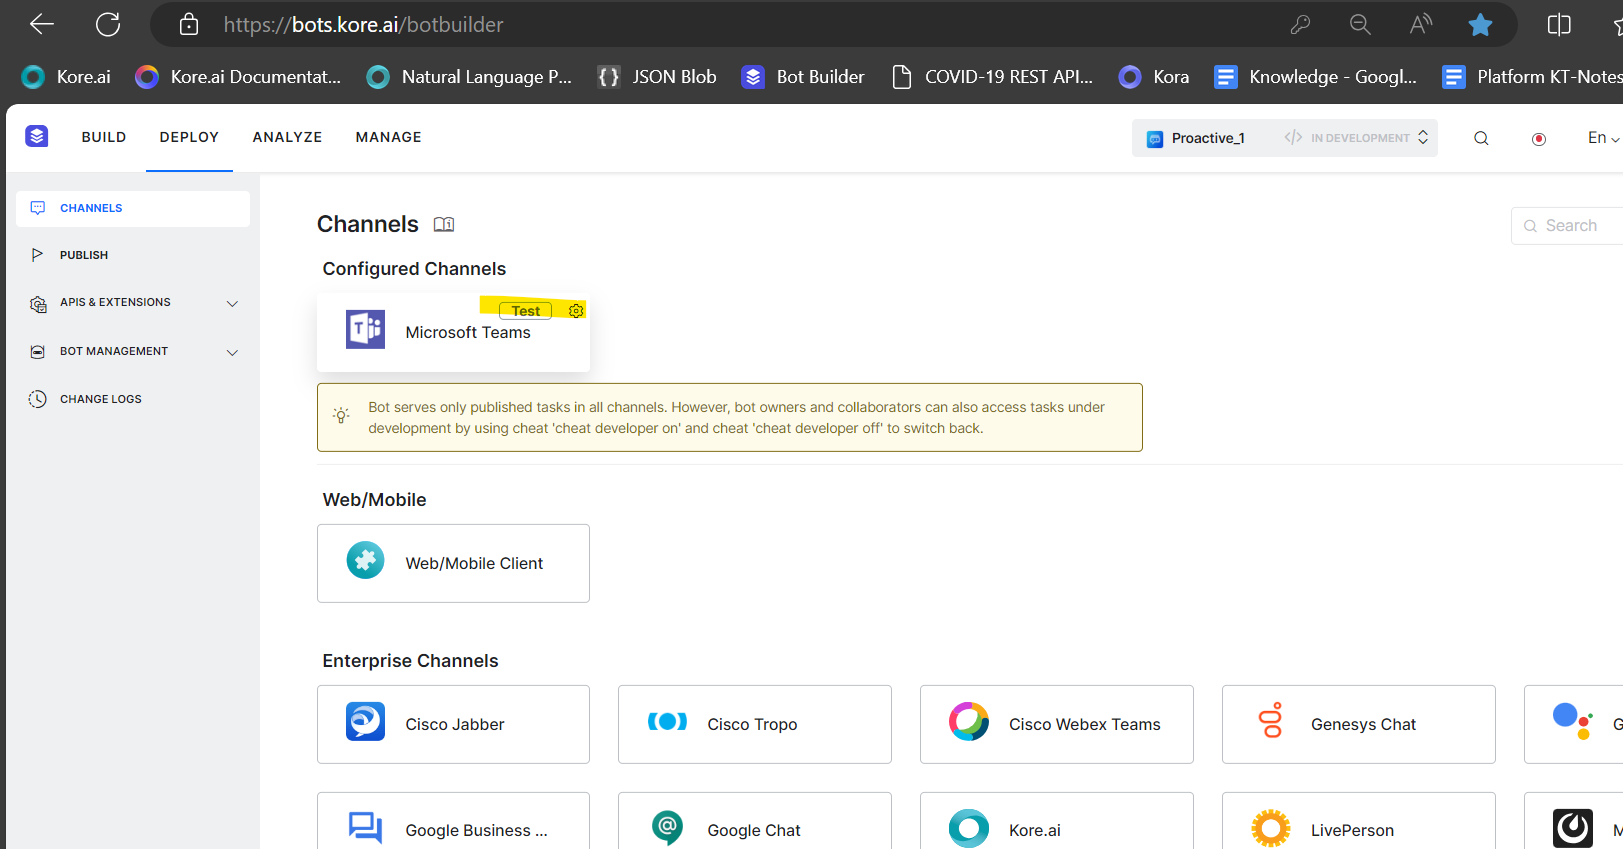 https://bots.kore.ai/botbuilder
Kore.ai Kore.ai Documentat... Natural Language P... JSON Blob Bot Builder COVID-19 REST API... Kora Knowledge - Googl... Platform KT-Notes
BUILD DEPLOY ANALYZE MANAGE Proactive_1 </> IN DEVELOPMENT En
CHANNELS
PUBLISH
APIS & EXTENSIONS
BOT MANAGEMENT
CHANGE LOGS
Channels
Search
Configured Channels
Test
Microsoft Teams
Bot serves only published tasks in all channels. However, bot owners and collaborators can also access tasks under
development by using cheat 'cheat developer on' and cheat 'cheat developer off' to switch back.
Web/Mobile
Web/Mobile Client
Enterprise Channels
Cisco Jabber Cisco Tropo Cisco Webex Teams Genesys Chat G
Google Business ... Google Chat Kore.ai LivePerson M